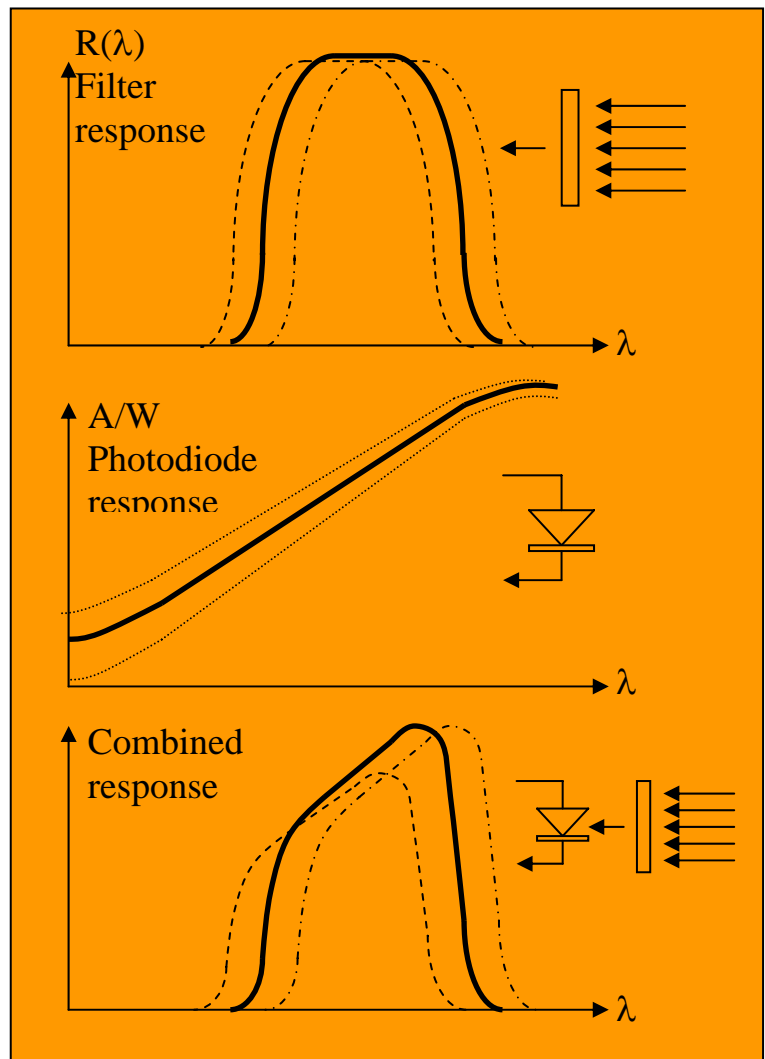 R(λ)
Filter
response
λ
A/W
Photodiode
response
λ
Combined
response
λ